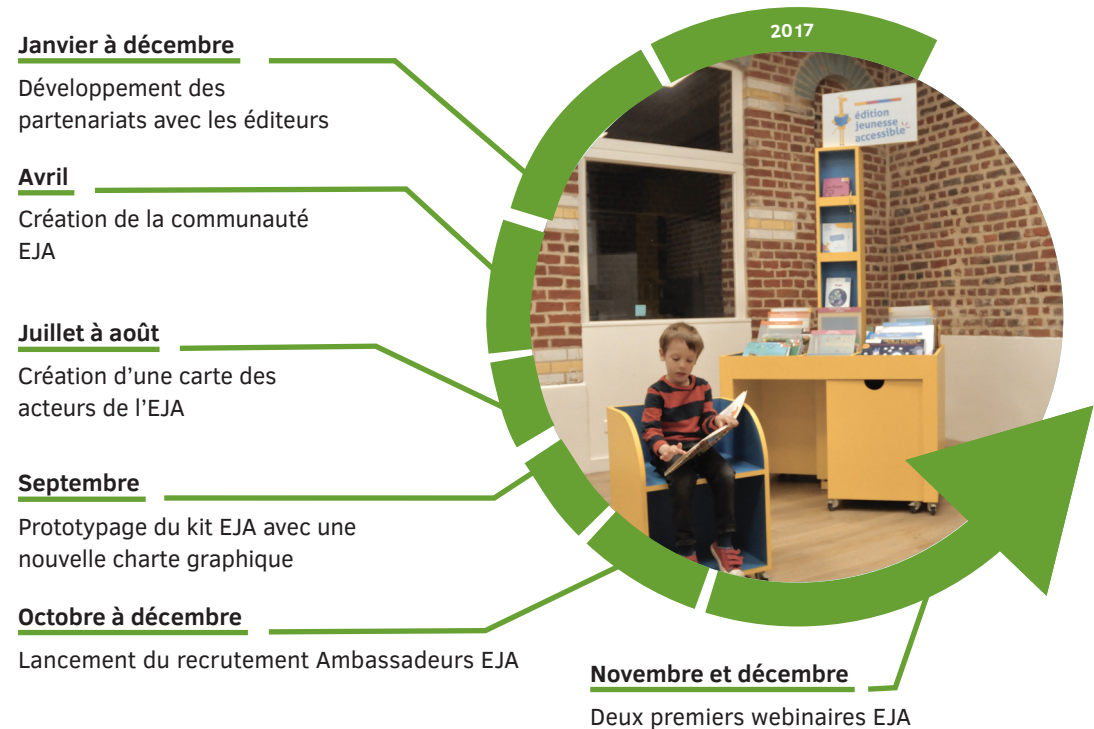 2017
Janvier à décembre
Développement des
partenariats avec les éditeurs
Avril
Création de la communauté
EJA
Juillet à août
Création d’une carte des
acteurs de l’EJA
Septembre
Prototypage du kit EJA avec une
nouvelle charte graphique
Octobre à décembre
Lancement du recrutement Ambassadeurs EJA
Novembre et décembre
Deux premiers webinaires EJA
édition
jeunesse
accessible